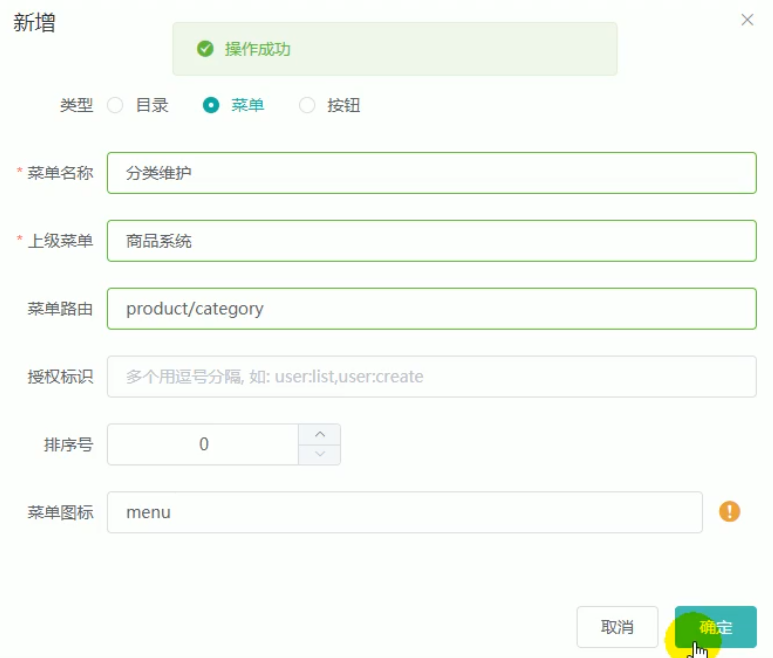 新增
操作成功
类型 目录 菜单 按钮
* 菜单名称 分类维护
* 上级菜单 商品系统
菜单路由 product/category
授权标识 多个用逗号分隔, 如: user:list,user:create
排序号 0
菜单图标 menu
取消 确定